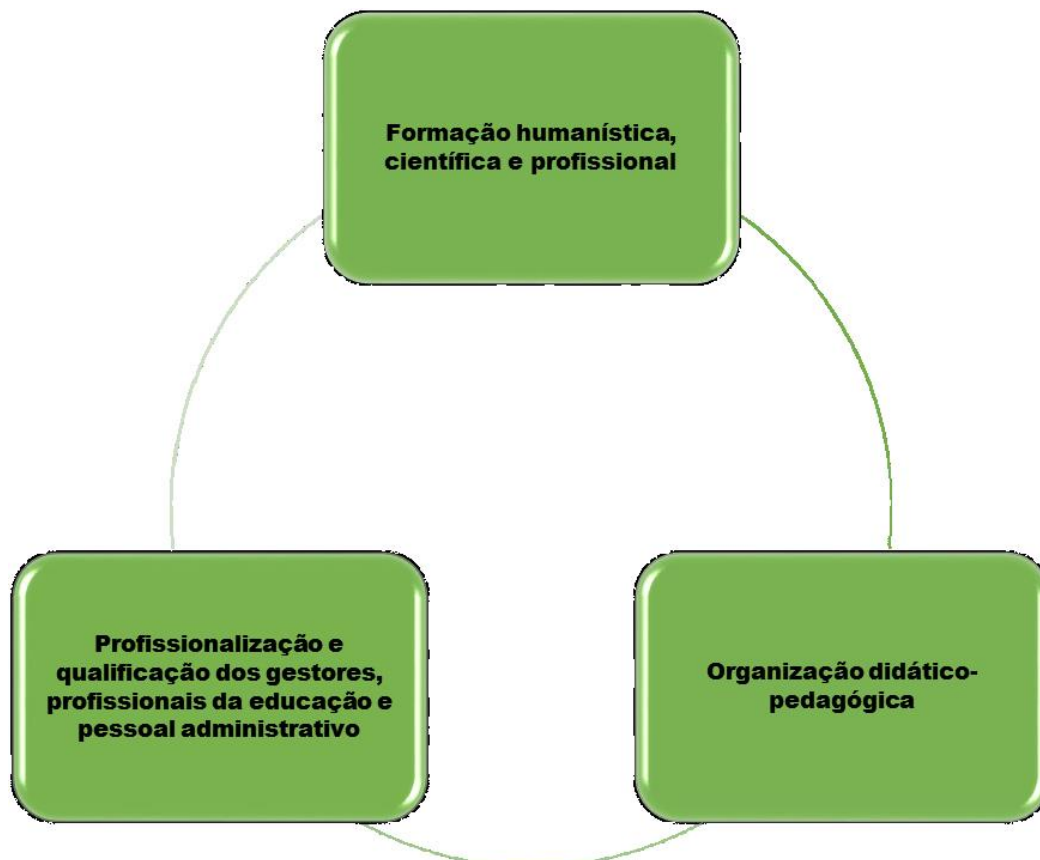 Formação humanística,
científica e profissional
Profissionalização e
qualificação dos gestores,
profissionais da educação e
pessoal administrativo
Organização didático-
pedagógica